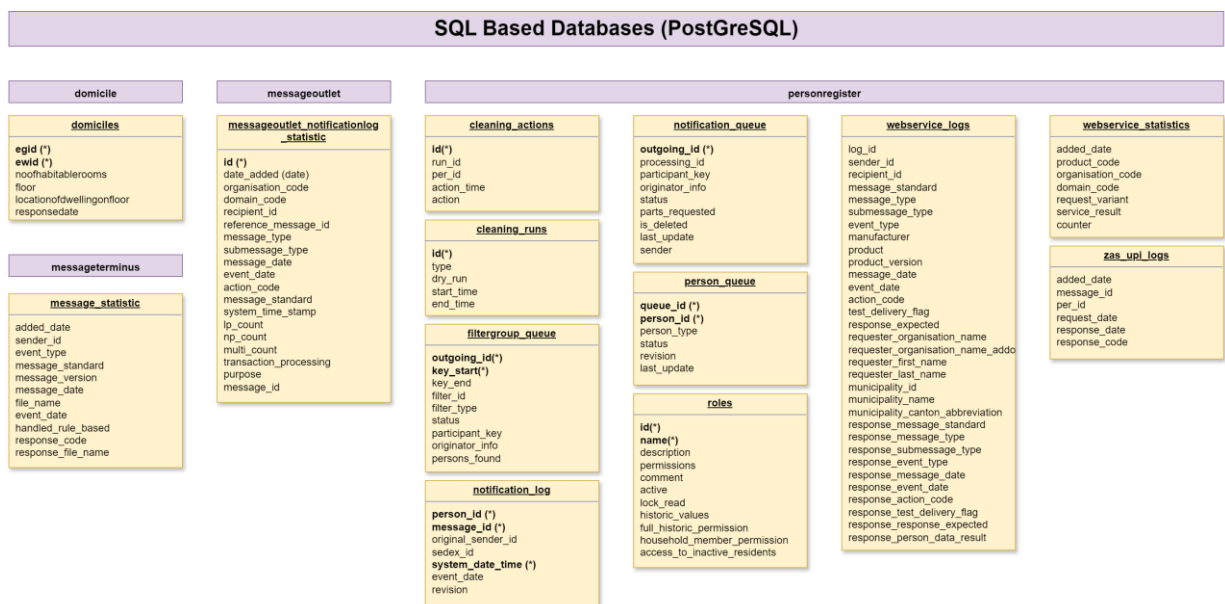 SQL Based Databases (PostGreSQL)
domicile
domiciles
egid (*)
ewid (*)
noofhabitablerooms
floor
locationofdwellingonfloor
responsedate
messageterminus
message_statistic
added_date
sender_id
event_type
message_standard
message_version
message_date
file_name
event_date
handled_rule_based
response_code
response_file_name
messageoutlet
messageoutlet_notificationlog
_statistic
id (*)
date_added (date)
organisation_code
domain_code
recipient_id
reference_message_id
message_type
submessage_type
message_date
event_date
action_code
message_standard
system_time_stamp
lp_count
np_count
multi_count
transaction_processing
purpose
message_id
personregister
cleaning_actions
id(*)
run_id
per_id
action_time
action
cleaning_runs
id(*)
type
dry_run
start_time
end_time
filtergroup_queue
outgoing_id(*)
key_start(*)
key_end
filter_id
filter_type
status
participant_key
originator_info
persons_found
notification_log
person_id (*)
message_id (*)
original_sender_id
sedex_id
system_date_time (*)
event_date
revision
notification_queue
outgoing_id (*)
processing_id
participant_key
originator_info
status
parts_requested
is_deleted
last_update
sender
person_queue
queue_id (*)
person_id (*)
person_type
status
revision
last_update
roles
id(*)
name(*)
description
permissions
comment
active
lock_read
historic_values
full_historic_permission
household_member_permission
access_to_inactive_residents
webservice_logs
log_id
sender_id
recipient_id
message_standard
message_type
submessage_type
event_type
manufacturer
product
product_version
message_date
event_date
action_code
test_delivery_flag
response_expected
requester_organisation_name
requester_organisation_name_addo
requester_first_name
requester_last_name
municipality_id
municipality_name
municipality_canton_abbreviation
response_message_standard
response_message_type
response_submessage_type
response_event_type
response_message_date
response_event_date
response_action_code
response_test_delivery_flag
response_response_expected
response_person_data_result
webservice_statistics
added_date
product_code
organisation_code
domain_code
request_variant
service_result
counter
zas_upi_logs
added_date
message_id
per_id
request_date
response_date
response_code